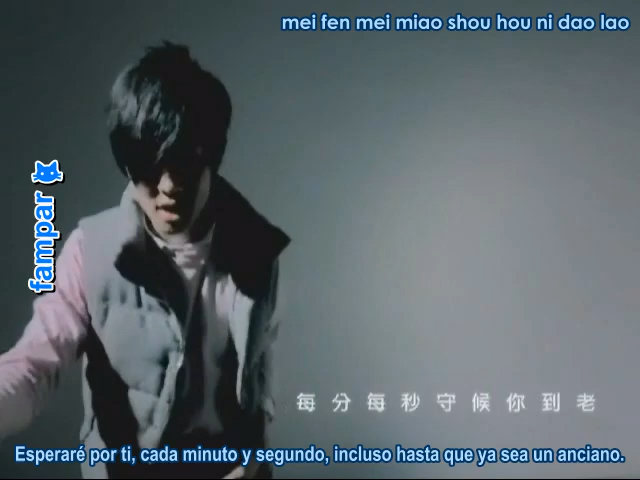 mei fen mei miao shou hou ni dao lao
fampar
每分每秒守候你到老
Esperaré por ti, cada minuto y segundo, incluso hasta que ya sea un anciano.